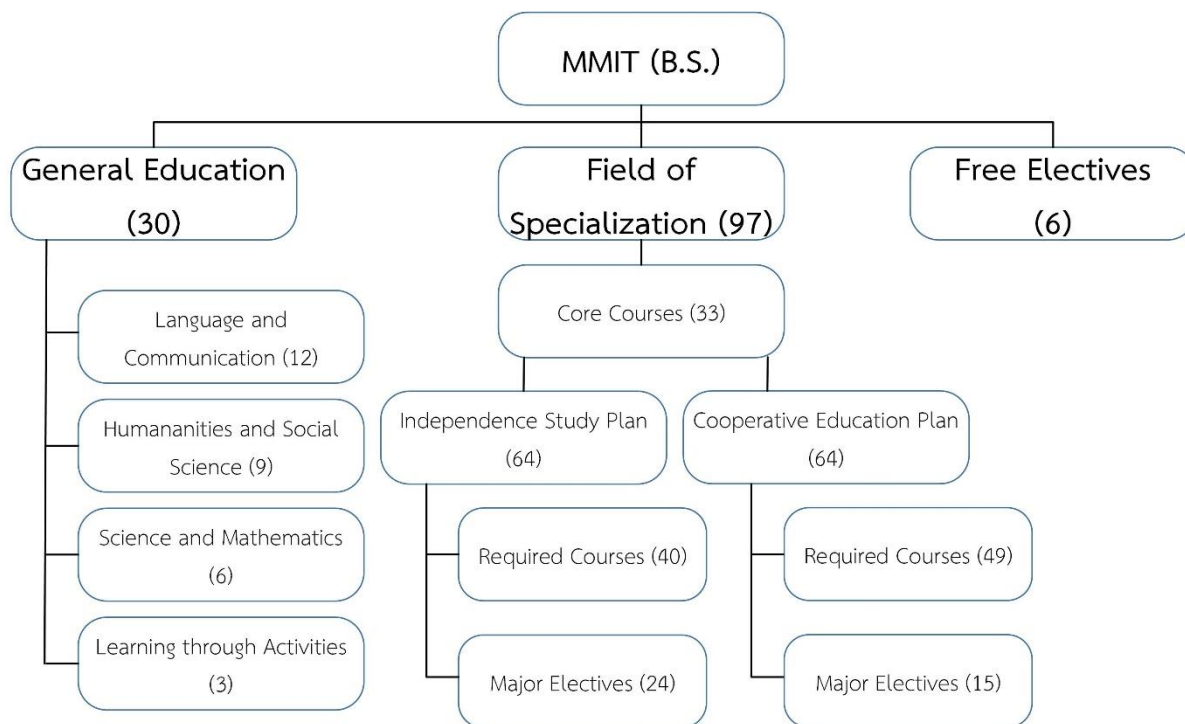 MMIT (B.S.)
General Education
(30)
Field of
Specialization (97)
Free Electives
(6)
Language and
Communication (12)
Humananities and Social
Science (9)
Science and Mathematics
(6)
Learning through Activities
(3)
Core Courses (33)
Independence Study Plan
(64)
Required Courses (40)
Major Electives (24)
Cooperative Education Plan
(64)
Required Courses (49)
Major Electives (15)